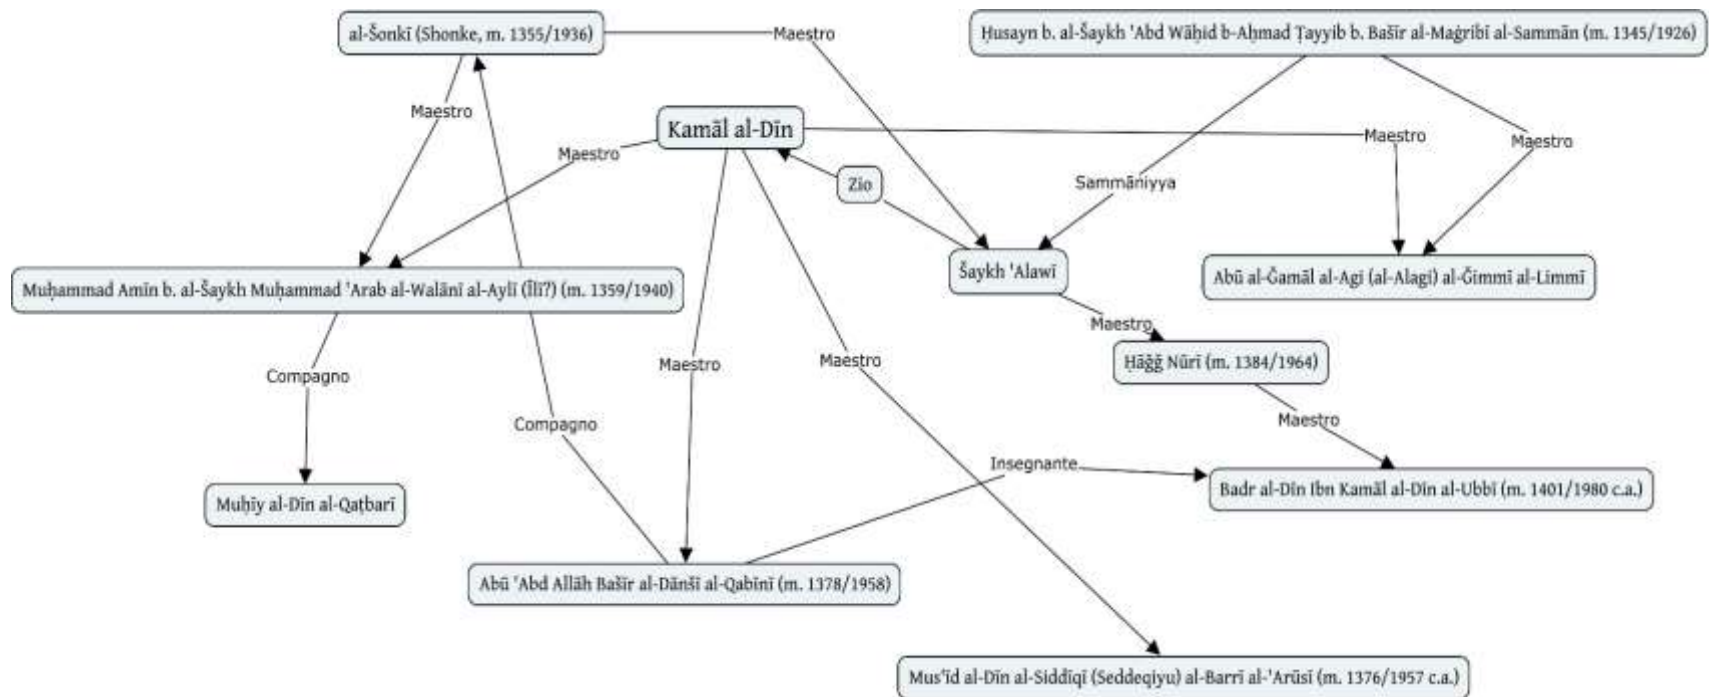 al-Šonkī (Shonke, m. 1355/1936)
Maestro
Ḥusayn b. al-Šaykh 'Abd Wāḥid b-Aḥmad Ṭayyib b. Bašīr al-Maġribī al-Sammān (m. 1345/1926)
Maestro
Kamāl al-Dīn
Maestro
Maestro
Maestro
Zio
Sammāniyya
Šaykh 'Alawī
Abū al-Ǧamāl al-Agi (al-Alagi) al-Ǧimmī al-Limmī
Muḥammad Amīn b. al-Šaykh Muḥammad 'Arab al-Walānī al-Aylī (Īlī?) (m. 1359/1940)
Maestro
Ḥāǧǧ Nūrī (m. 1384/1964)
Maestro
Maestro
Compagno
Compagno
Maestro
Insegnante
Badr al-Dīn Ibn Kamāl al-Dīn al-Ubbī (m. 1401/1980 c.a.)
Muḥīy al-Dīn al-Qaṭbarī
Abū 'Abd Allāh Bašīr al-Dānšī al-Qabīnī (m. 1378/1958)
Mus'īd al-Dīn al-Siddīqī (Seddeqiyu) al-Barrī al-'Arūsī (m. 1376/1957 c.a.)